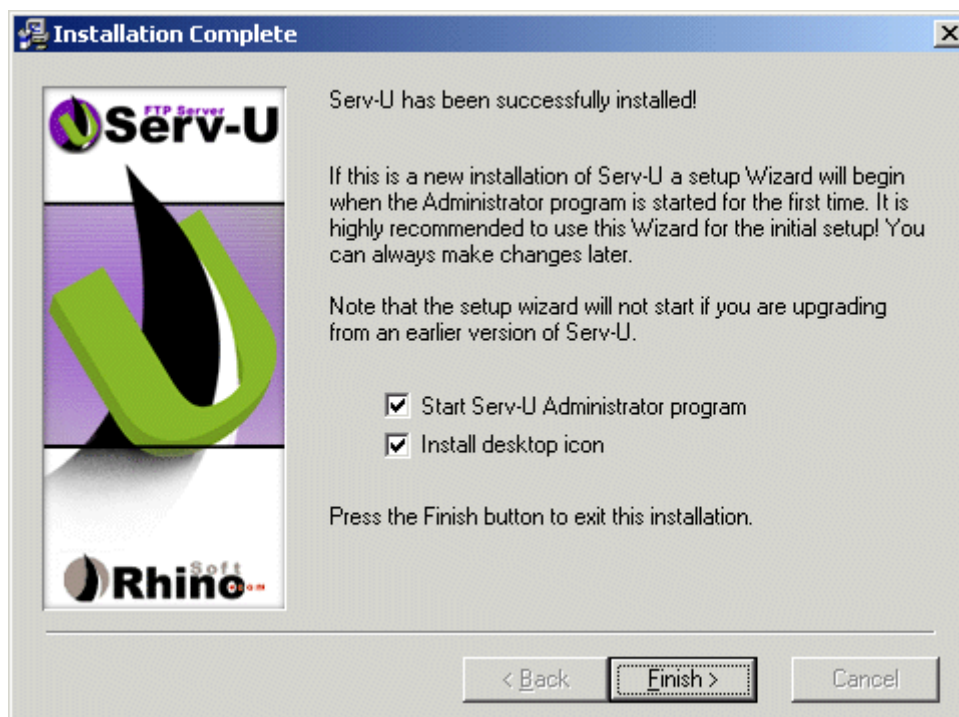 Installation Complete
FTP Server
Serv-U
Serv-U has been successfully installed!
If this is a new installation of Serv-U a setup Wizard will begin
when the Administrator program is started for the first time. It is
highly recommended to use this Wizard for the initial setup! You
can always make changes later.
Note that the setup wizard will not start if you are upgrading
from an earlier version of Serv-U.
Start Serv-U Administrator program
Install desktop icon
Press the Finish button to exit this installation.
Soft
Rhino.com
< Back
Finish >
Cancel